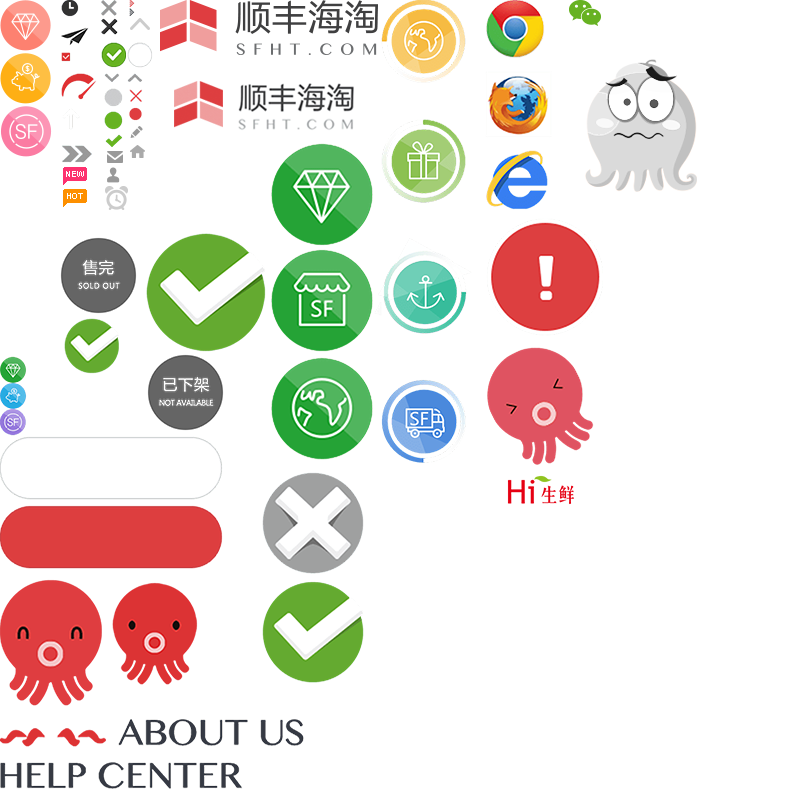 顺丰海淘
SFHT.COM
顺丰海淘
SFHT.COM
SF
NEW
HOT
售完
SOLD OUT
SF
已下架
NOT AVAILABLE
SF
SF
Hi生鲜
ABOUT US
HELP CENTER